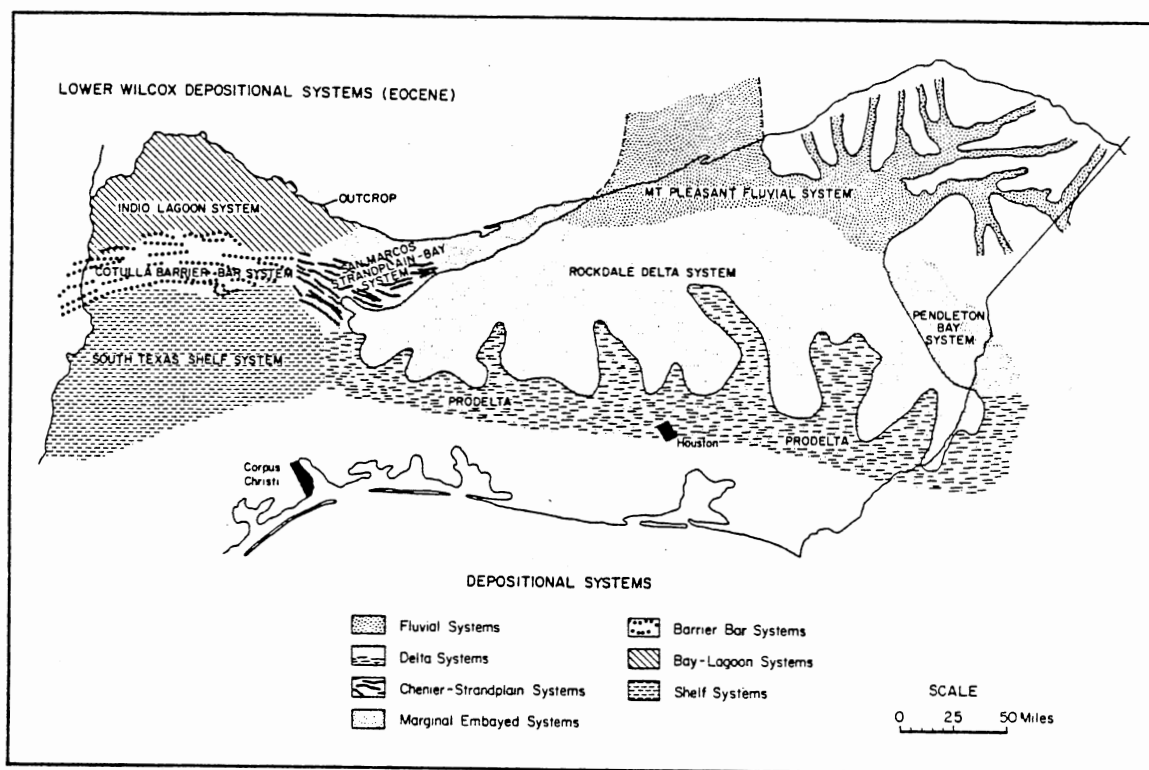 LOWER WILCOX DEPOSITIONAL SYSTEMS (EOCENE)
OUTCROP
INDIO LAGOON SYSTEM
MT PLEASANT FLUVIAL SYSTEM
SAN MARCOS
STRANDPLAIN-BAY
SYSTEM
COTULLA BARRIER-BAR SYSTEM
ROCKDALE DELTA SYSTEM
PENDLETON
BAY
SYSTEM
SOUTH TEXAS SHELF SYSTEM
PRODELTA
Houston
PRODELTA
Corpus
Christi
DEPOSITIONAL SYSTEMS
Fluvial Systems
Delta Systems
Chenier-Strandplain Systems
Marginal Embayed Systems
Barrier Bar Systems
Bay-Lagoon Systems
Shelf Systems
SCALE
0 25 50 Miles